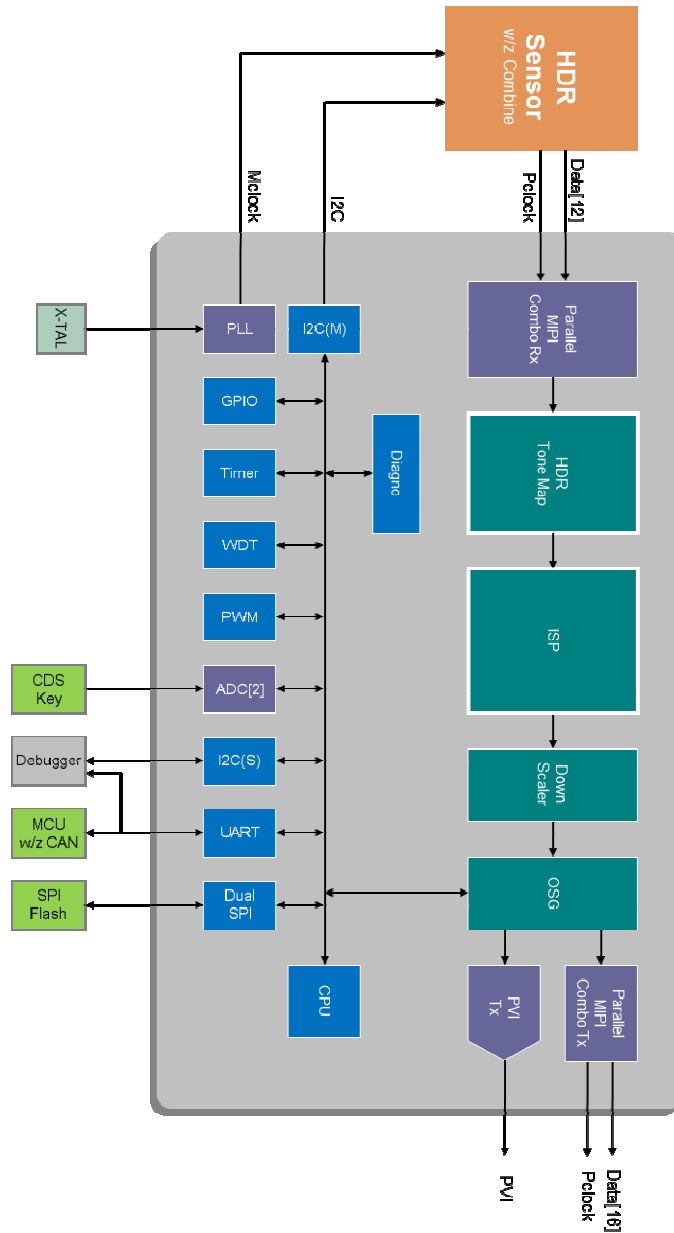 HDR
Sensor
w/z Combine
Mclock
I2C
Pclock
Data[12]
X-TAL
PLL
I2C(M)
Parallel
MIPI
Combo Rx
GPIO
Timer
Diagno
HDR
Tone Map
WDT
PWM
ISP
CDS
Key
ADC[2]
Debugger
I2C(S)
Down
Scaler
MCU
w/z CAN
UART
SPI
Flash
Dual
SPI
OSG
CPU
PVI
Tx
Parallel
MIPI
Combo Tx
PVI
Pclock
Data[16]